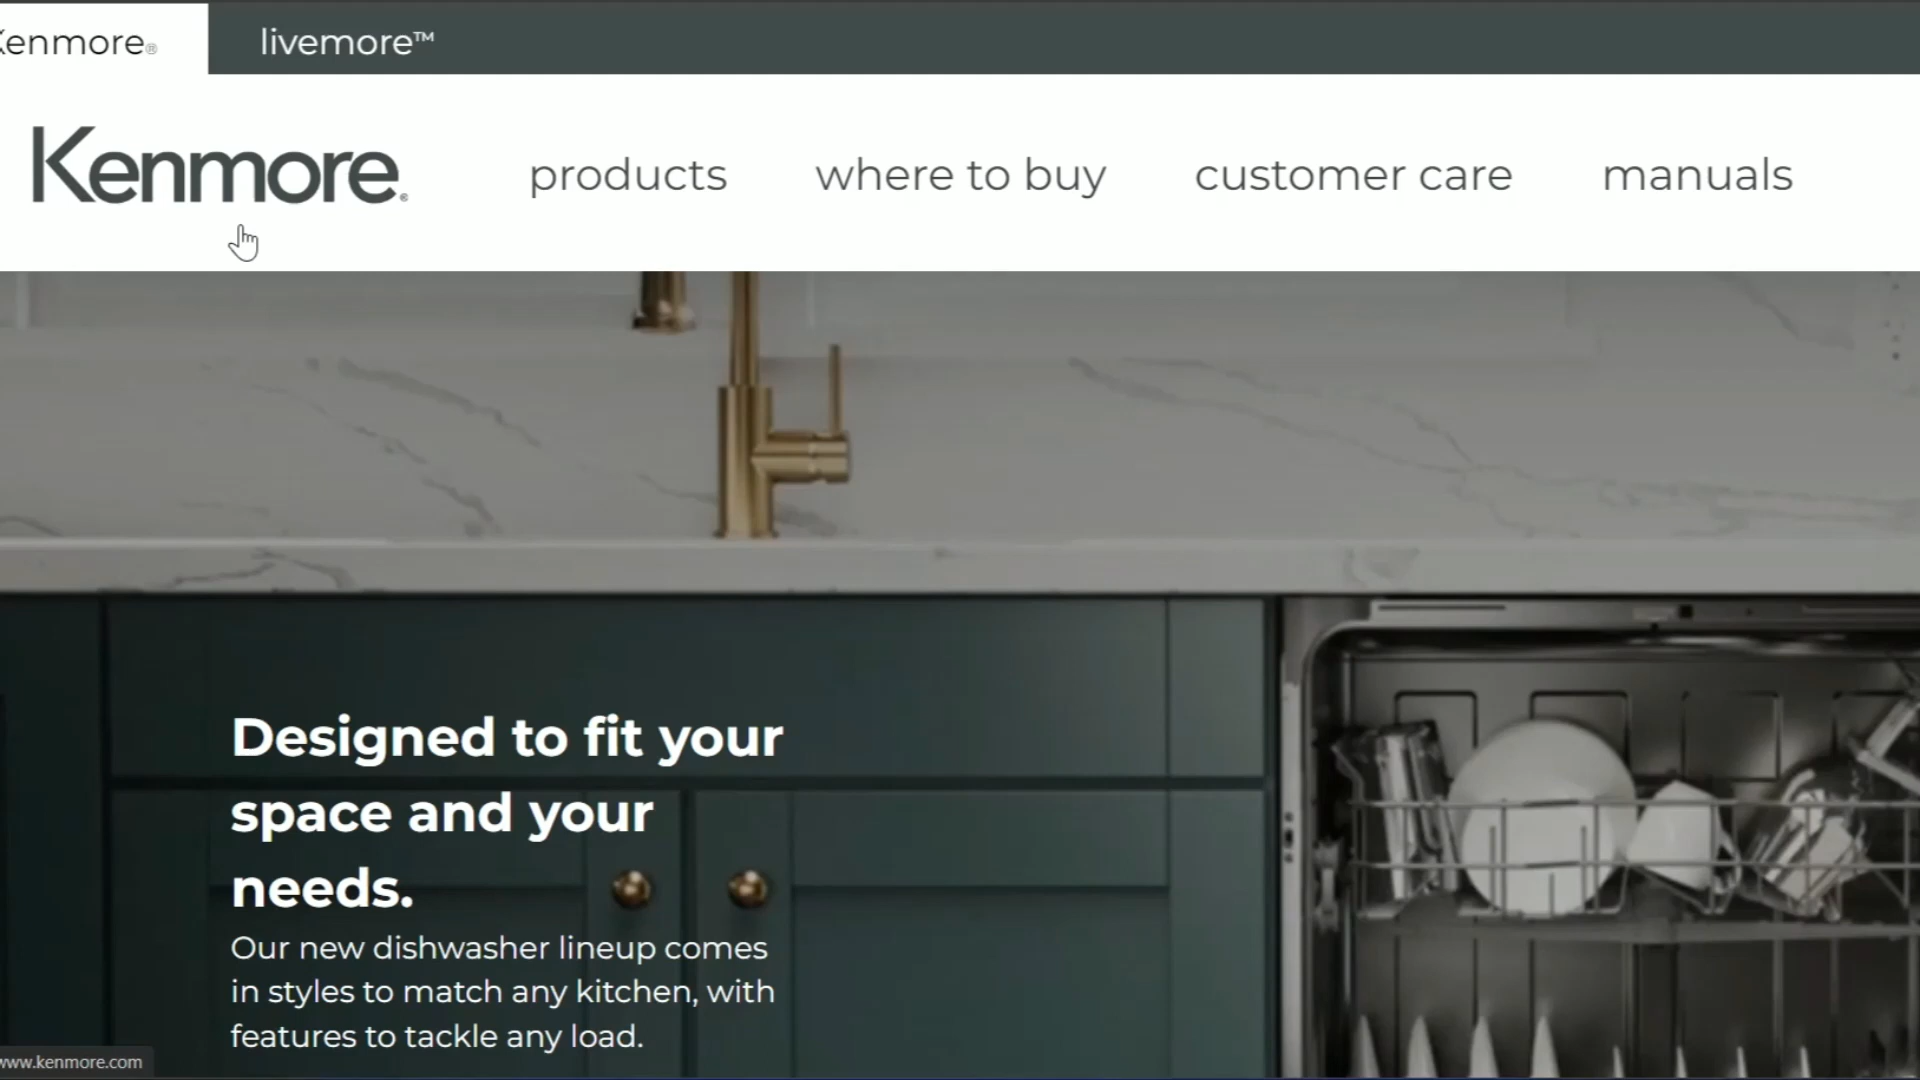 Kenmore®
livemore™
Kenmore®
products
where to buy
customer care
manuals
Designed to fit your
space and your
needs.
Our new dishwasher lineup comes
in styles to match any kitchen, with
features to tackle any load.
www.kenmore.com